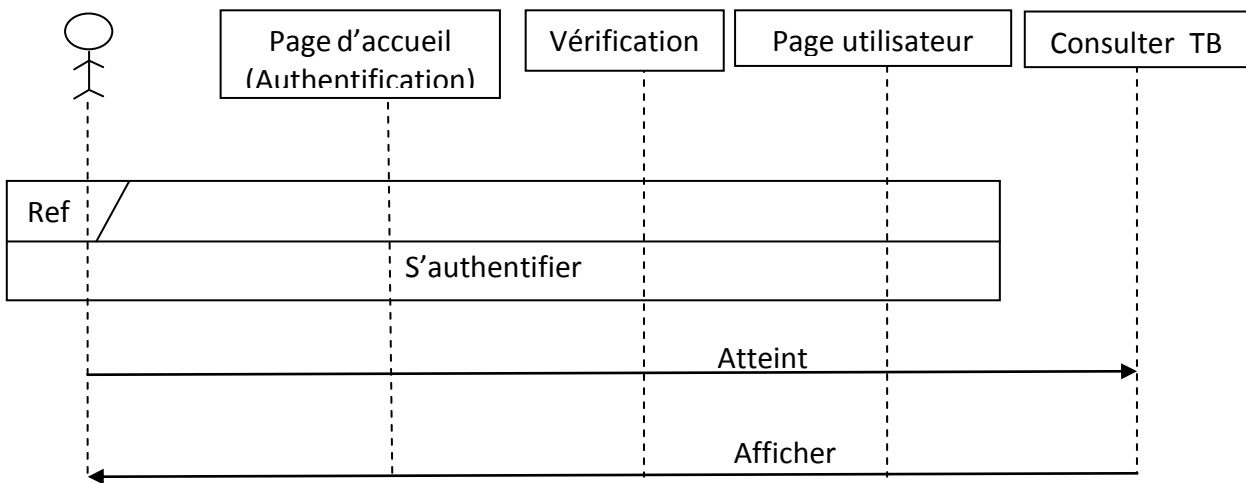 Page d’accueil
(Authentification)
Vérification
Page utilisateur
Consulter TB
Ref
S’authentifier
Atteint
Afficher